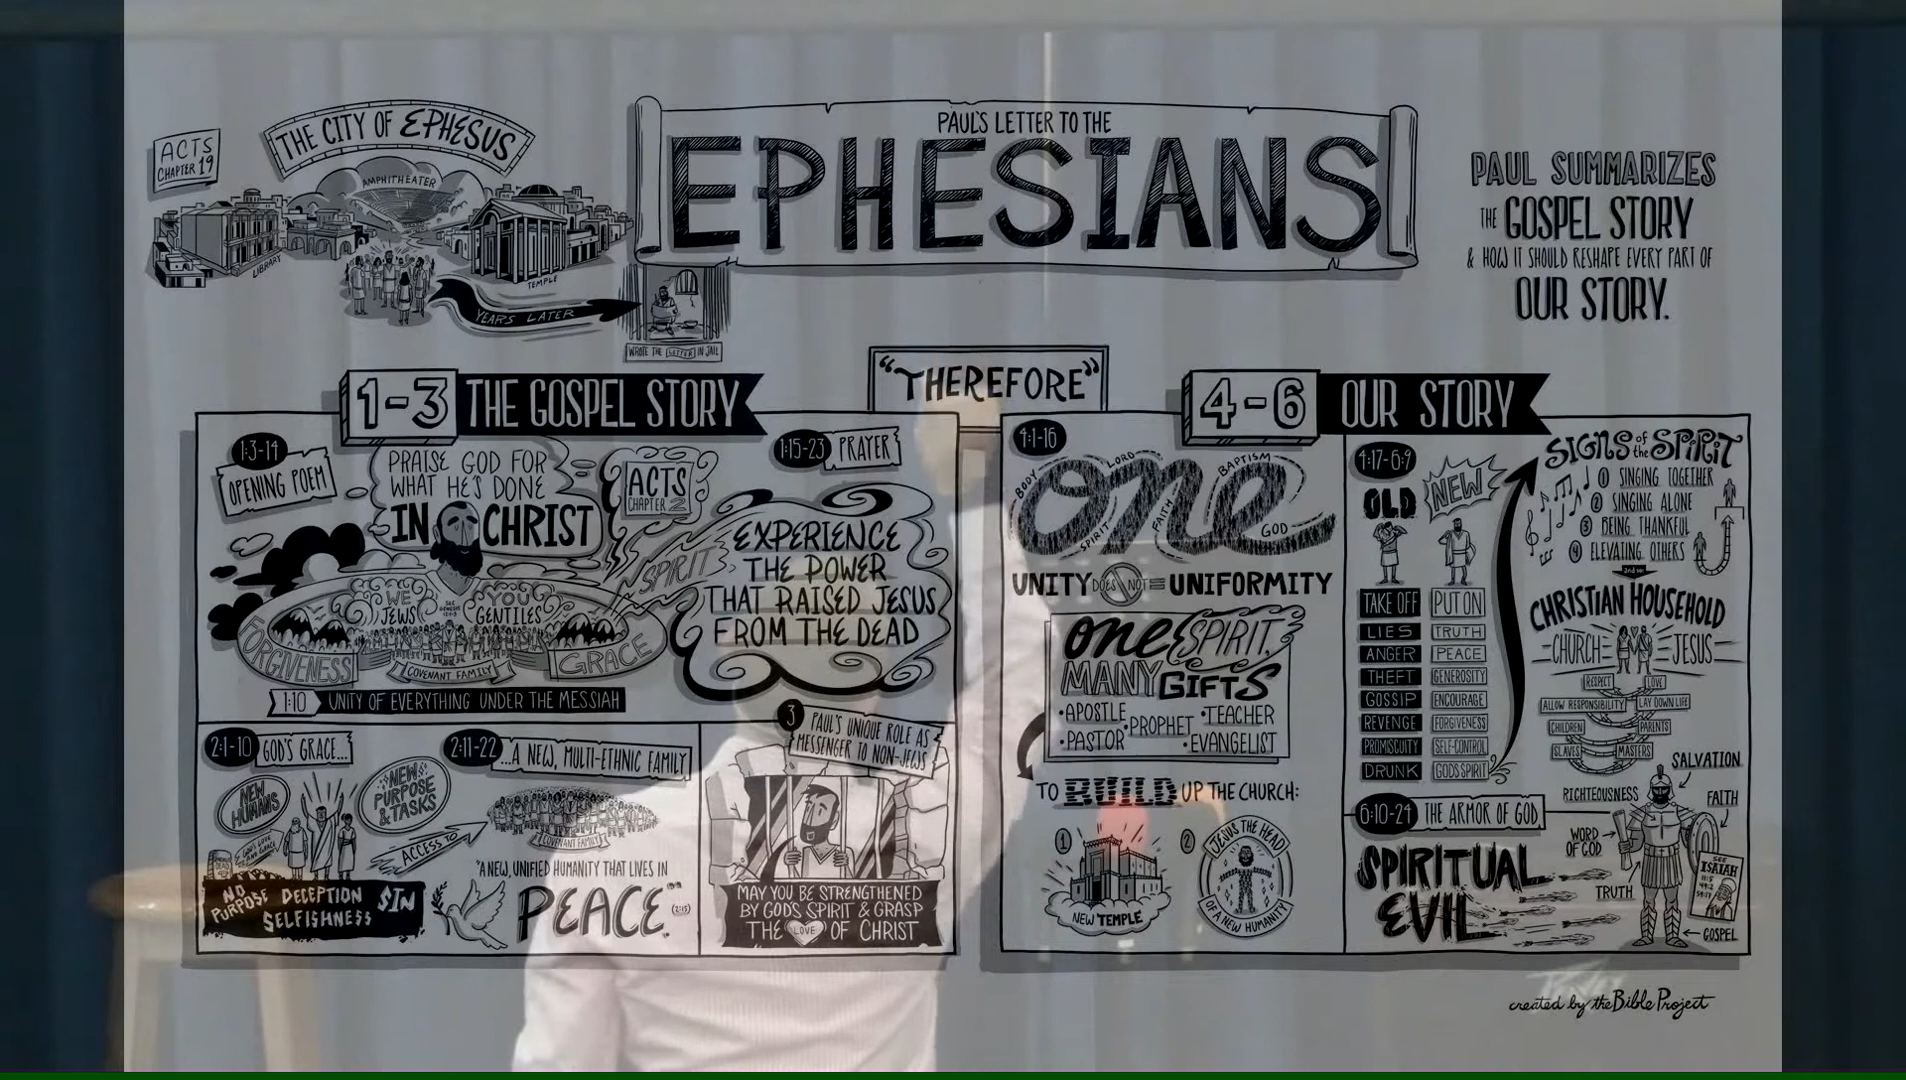 ACTS
CHAPTER 19
THE CITY OF EPHESUS
AMPHITHEATER
LIBRARY
TEMPLE
YEARS LATER
WROTE THE LETTER IN JAIL
PAUL'S LETTER TO THE
EPHESIANS
PAUL SUMMARIZES
THE GOSPEL STORY
& HOW IT SHOULD RESHAPE EVERY PART OF
OUR STORY.
"THEREFORE"
1-3 THE GOSPEL STORY
1:3-14
OPENING POEM
PRAISE GOD FOR
WHAT HE'S DONE
IN CHRIST
ACTS
CHAPTER 2
1:15-23 PRAYER
SPIRIT
EXPERIENCE
THE POWER
THAT RAISED JESUS
FROM THE DEAD
WE
JEWS
YOU
GENTILES
FORGIVENESS
COVENANT FAMILY
GRACE
1:10 UNITY OF EVERYTHING UNDER THE MESSIAH
2:1-10 GOD'S GRACE...
NEW
HUMANS
NEW
PURPOSE
& TASKS
ACCESS TO
NO
PURPOSE
DECEPTION
SELFISHNESS
SIN
2:11-22 ...A NEW, MULTI-ETHNIC FAMILY
COVENANT FAMILY
"A NEW, UNIFIED HUMANITY THAT LIVES IN
PEACE." (2:15)
3
PAUL'S UNIQUE ROLE AS
MESSENGER TO NON-JEWS
MAY YOU BE STRENGTHENED
BY GOD'S SPIRIT & GRASP
THE LOVE OF CHRIST
4-6 OUR STORY
4:1-16
one
BODY
LORD
BAPTISM
SPIRIT
FAITH
GOD
UNITY DOES NOT = UNIFORMITY
one SPIRIT,
MANY GIFTS
•APOSTLE
•PROPHET
•TEACHER
•PASTOR
•EVANGELIST
TO BUILD UP THE CHURCH:
1
NEW "TEMPLE"
2
JESUS THE HEAD
OF A NEW HUMANITY
4:17-6:9
OLD
NEW
TAKE OFF PUT ON
LIES TRUTH
ANGER PEACE
THEFT GENEROSITY
GOSSIP ENCOURAGE
REVENGE FORGIVENESS
PROMISCUITY SELF-CONTROL
DRUNK GOD'S SPIRIT
SIGNS of the SPIRIT
1 SINGING TOGETHER
2 SINGING ALONE
3 BEING THANKFUL
4 ELEVATING OTHERS
CHRISTIAN HOUSEHOLD
CHURCH JESUS
RESPECT LOVE
ALLOW RESPONSIBILITY LAY DOWN LIFE
CHILDREN PARENTS
SLAVES MASTERS
6:10-24 THE ARMOR OF GOD
SPIRITUAL
EVIL
SALVATION
RIGHTEOUSNESS
FAITH
WORD
OF GOD
TRUTH
SEE
ISAIAH
GOSPEL
created by the Bible Project